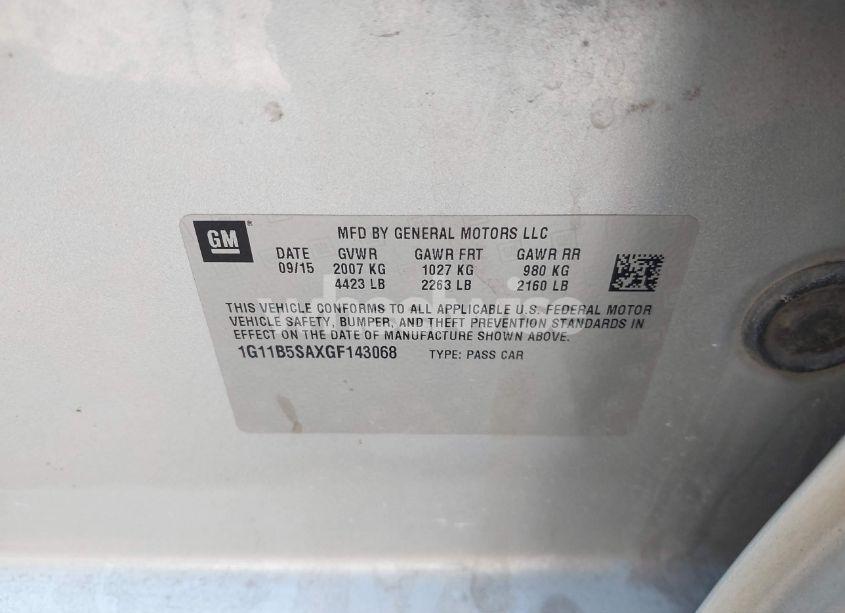 GM
MFD BY GENERAL MOTORS LLC
DATE GVWR GAWR FRT GAWR RR
09/15 2007 KG 1027 KG 980 KG
4423 LB 2263 LB 2160 LB
THIS VEHICLE CONFORMS TO ALL APPLICABLE U.S. FEDERAL MOTOR
VEHICLE SAFETY, BUMPER, AND THEFT PREVENTION STANDARDS IN
EFFECT ON THE DATE OF MANUFACTURE SHOWN ABOVE.
1G11B5SAXGF143068 TYPE: PASS CAR